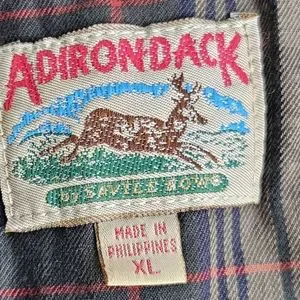 ADIRONDACK
by SAVILE ROW®
MADE IN
PHILIPPINES
XL